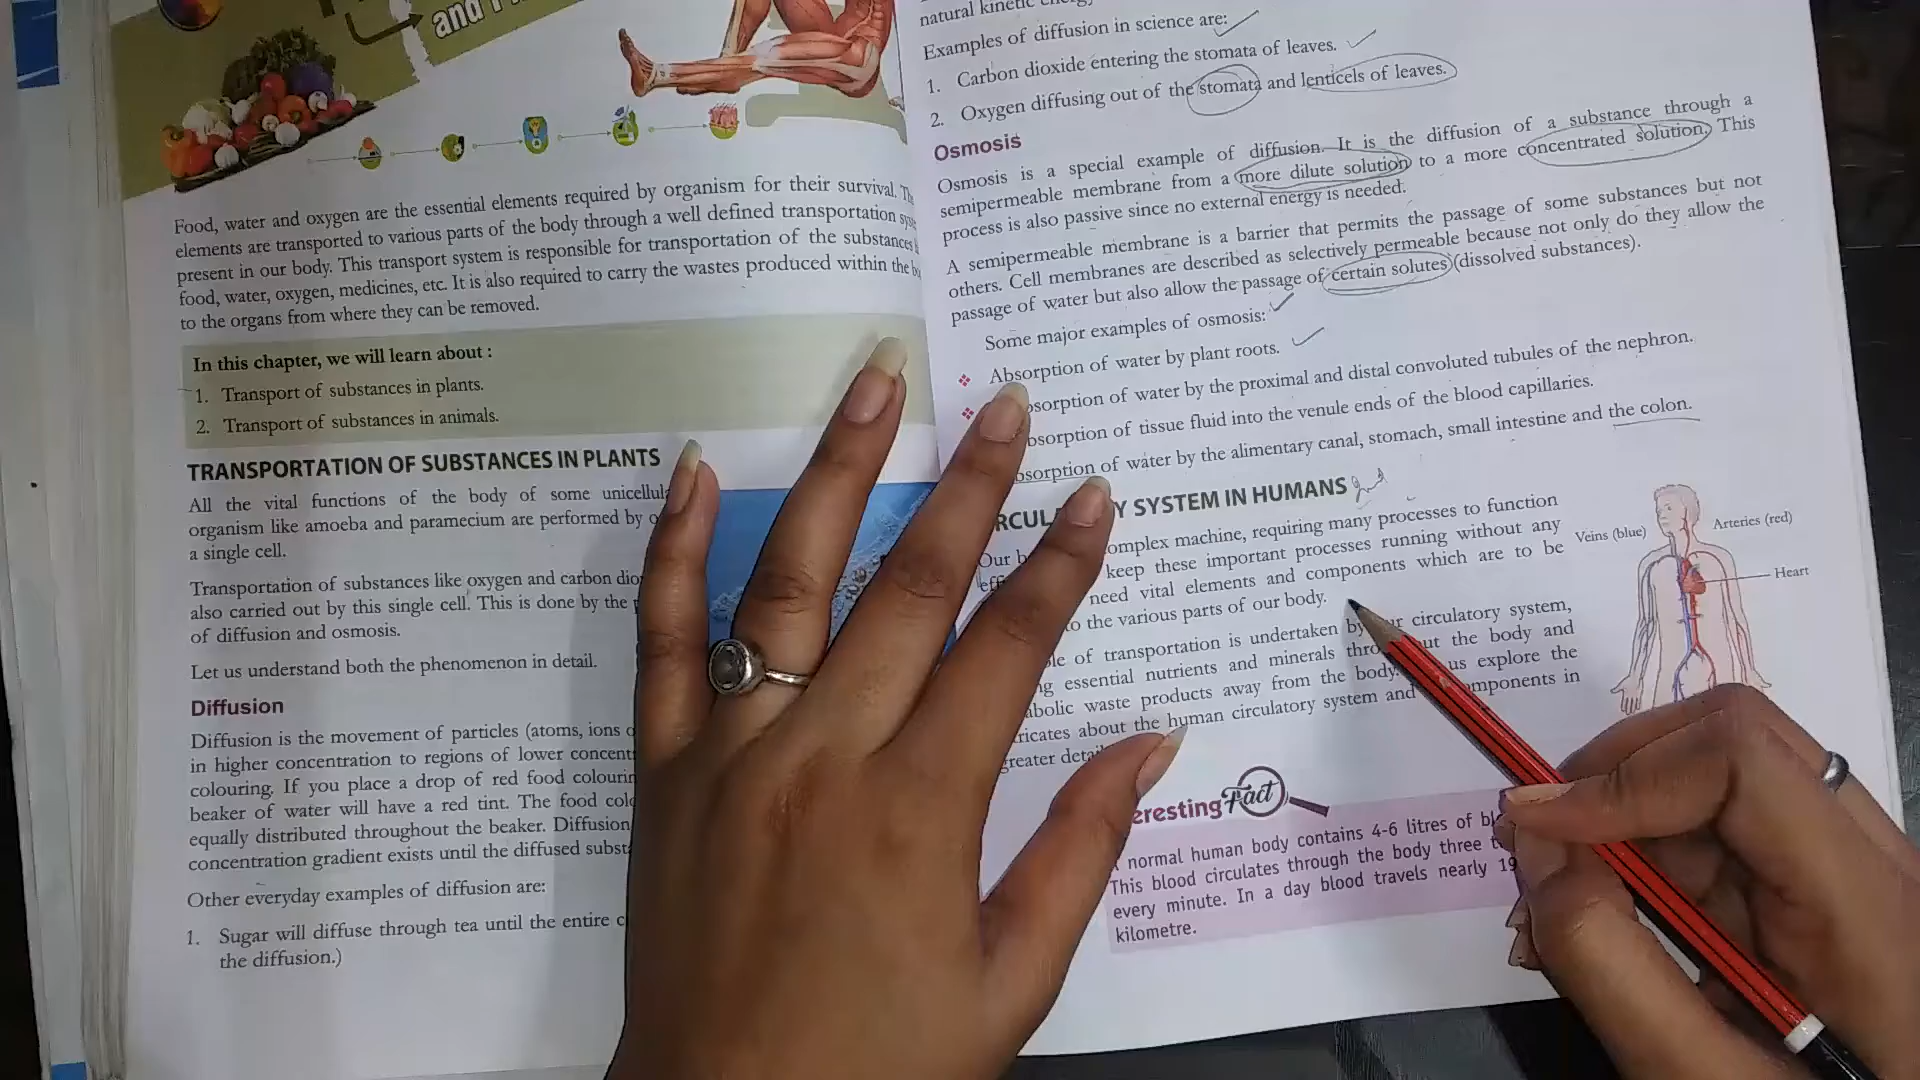 and
Food, water and oxygen are the essential elements required by organism for their survival.
elements are transported to various parts of the body through a well defined transportation
present in our body. This transport system is responsible for transportation of the substances
food, water, oxygen, medicines, etc. It is also required to carry the wastes produced within the
to the organs from where they can be removed.
In this chapter, we will learn about :
1. Transport of substances in plants.
2. Transport of substances in animals.
TRANSPORTATION OF SUBSTANCES IN PLANTS
All the vital functions of the body of some
organism like amoeba and paramecium are performed by
a single cell.
Transportation of substances like oxygen and carbon
also carried out by this single cell. This is done by the
of diffusion and osmosis.
Let us understand both the phenomenon in detail.
Diffusion
Diffusion is the movement of particles (atoms, ions
in higher concentration to regions of lower
colouring. If you place a drop of red food
beaker of water will have a red tint. The food
equally distributed throughout the beaker. Diffusion
concentration gradient exists until the diffused
Other everyday examples of diffusion are:
1. Sugar will diffuse through tea until the entire
the diffusion.)
natural kinetic
Examples of diffusion in science are:
1. Carbon dioxide entering the stomata of leaves.
2. Oxygen diffusing out of the stomata and lenticels of leaves.
Osmosis
Osmosis is a special example of diffusion. It is the diffusion of a substance through a
semipermeable membrane from a more dilute solution to a more concentrated solution. This
process is also passive since no external energy is needed.
A semipermeable membrane is a barrier that permits the passage of some substances but not
others. Cell membranes are described as selectively permeable because not only do they allow the
passage of water but also allow the passage of certain solutes (dissolved substances).
Some major examples of osmosis:
❖ Absorption of water by plant roots.
❖ of water by the proximal and distal convoluted tubules of the nephron.
of tissue fluid into the venule ends of the blood capillaries.
of water by the alimentary canal, stomach, small intestine and the colon.
SYSTEM IN HUMANS
Our complex machine, requiring many processes to function
keep these important processes running without any
need vital elements and components which are to be
to the various parts of our body.
of transportation is undertaken by circulatory system,
essential nutrients and minerals the body and
waste products away from the body. us explore the
about the human circulatory system and components in
greater
Veins (blue)
Arteries (red)
Heart
Fact
normal human body contains 4-6 litres of
This blood circulates through the body three
every minute. In a day blood travels nearly
kilometre.